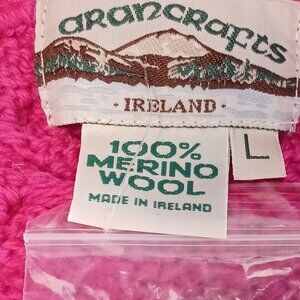 arancrafts
· IRELAND ·
100%
MERINO
WOOL
MADE IN IRELAND
L